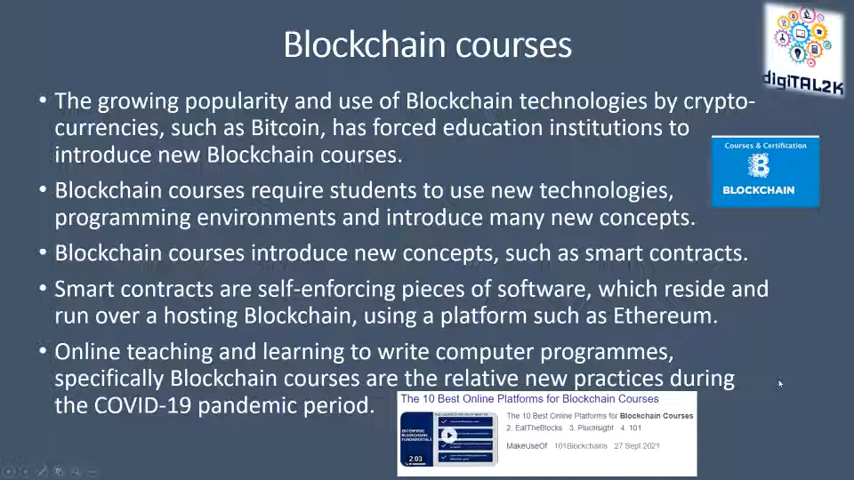 Blockchain courses
digiTAL2K
• The growing popularity and use of Blockchain technologies by crypto-
currencies, such as Bitcoin, has forced education institutions to
introduce new Blockchain courses.
Courses & Certification
BLOCKCHAIN
• Blockchain courses require students to use new technologies,
programming environments and introduce many new concepts.
• Blockchain courses introduce new concepts, such as smart contracts.
• Smart contracts are self-enforcing pieces of software, which reside and
run over a hosting Blockchain, using a platform such as Ethereum.
• Online teaching and learning to write computer programmes,
specifically Blockchain courses are the relative new practices during
the COVID-19 pandemic period.
The 10 Best Online Platforms for Blockchain Courses
ENTERPRISE
BLOCKCHAIN
FUNDAMENTALS
2:03
The 10 Best Online Platforms for Blockchain Courses
2. EatTheBlocks 3. Pluralsight 4. 101
MakeUseOf 101Blockchains 27 Sept 2021